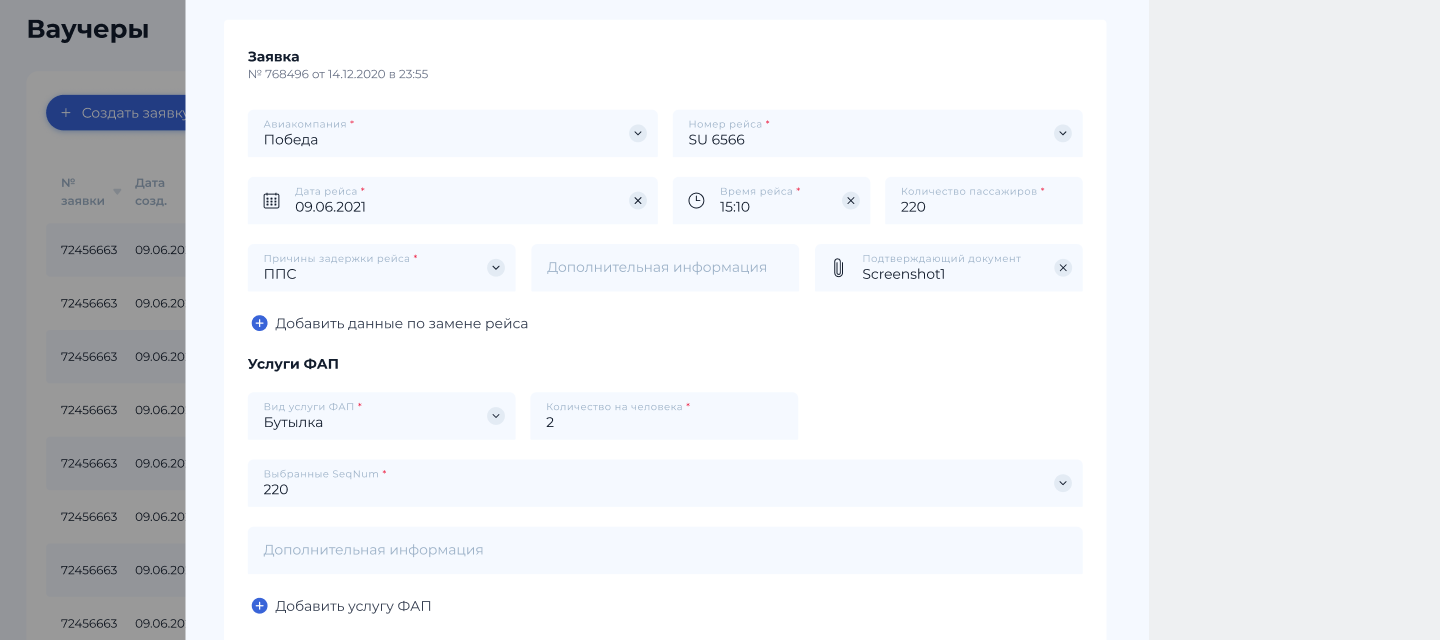 Ваучеры
+ Создать заявку
№ заявки
Дата созд.
72456663 09.06.20
72456663 09.06.20
72456663 09.06.20
72456663 09.06.20
72456663 09.06.20
72456663 09.06.20
72456663 09.06.20
72456663 09.06.20
Заявка
№ 768496 от 14.12.2020 в 23:55
Авиакомпания *
Победа
Номер рейса *
SU 6566
Дата рейса *
09.06.2021
Время рейса *
15:10
Количество пассажиров *
220
Причины задержки рейса *
ППС
Дополнительная информация
Подтверждающий документ
Screenshot1
Добавить данные по замене рейса
Услуги ФАП
Вид услуги ФАП *
Бутылка
Количество на человека *
2
Выбранные SeqNum *
220
Дополнительная информация
Добавить услугу ФАП